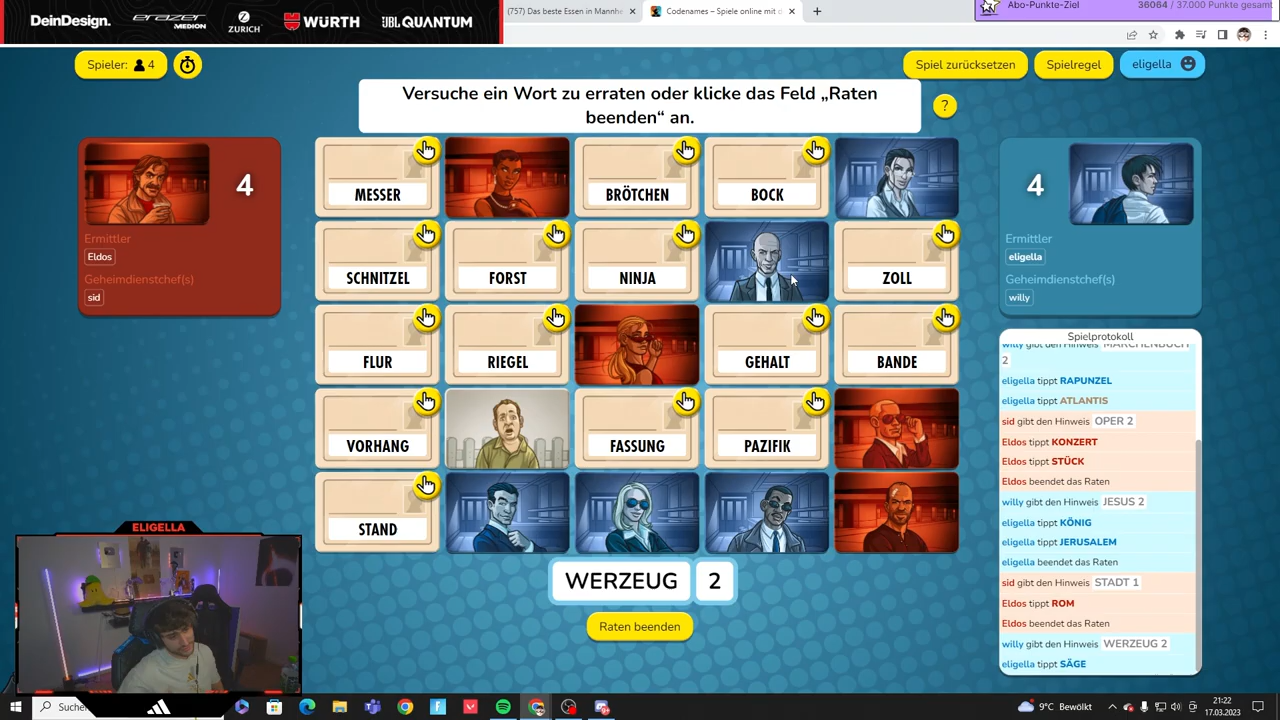 DeinDesign.
erazer
MEDION
ZURICH
WÜRTH
JBL QUANTUM
(757) Das beste Essen in Mannhe
Codenames – Spiele online mit d
Abo-Punkte-Ziel
36064 / 37.000 Punkte gesamt
Spieler: 4
Spiel zurücksetzen
Spielregel
eligella
Versuche ein Wort zu erraten oder klicke das Feld „Raten
beenden“ an.
?
4
Ermittler
Eldos
Geheimdienstchef(s)
sid
MESSER
BRÖTCHEN
BOCK
SCHNITZEL
FORST
NINJA
ZOLL
FLUR
RIEGEL
GEHALT
BANDE
VORHANG
FASSUNG
PAZIFIK
STAND
WERZEUG
2
Raten beenden
4
Ermittler
eligella
Geheimdienstchef(s)
willy
Spielprotokoll
willy gibt den Hinweis MÄRCHENBUCH
2
eligella tippt RAPUNZEL
eligella tippt ATLANTIS
sid gibt den Hinweis OPER 2
Eldos tippt KONZERT
Eldos tippt STÜCK
Eldos beendet das Raten
willy gibt den Hinweis JESUS 2
eligella tippt KÖNIG
eligella tippt JERUSALEM
eligella beendet das Raten
sid gibt den Hinweis STADT 1
Eldos tippt ROM
Eldos beendet das Raten
willy gibt den Hinweis WERZEUG 2
eligella tippt SÄGE
ELIGELLA
Suchen
9°C Bewölkt
21:22
17.03.2023